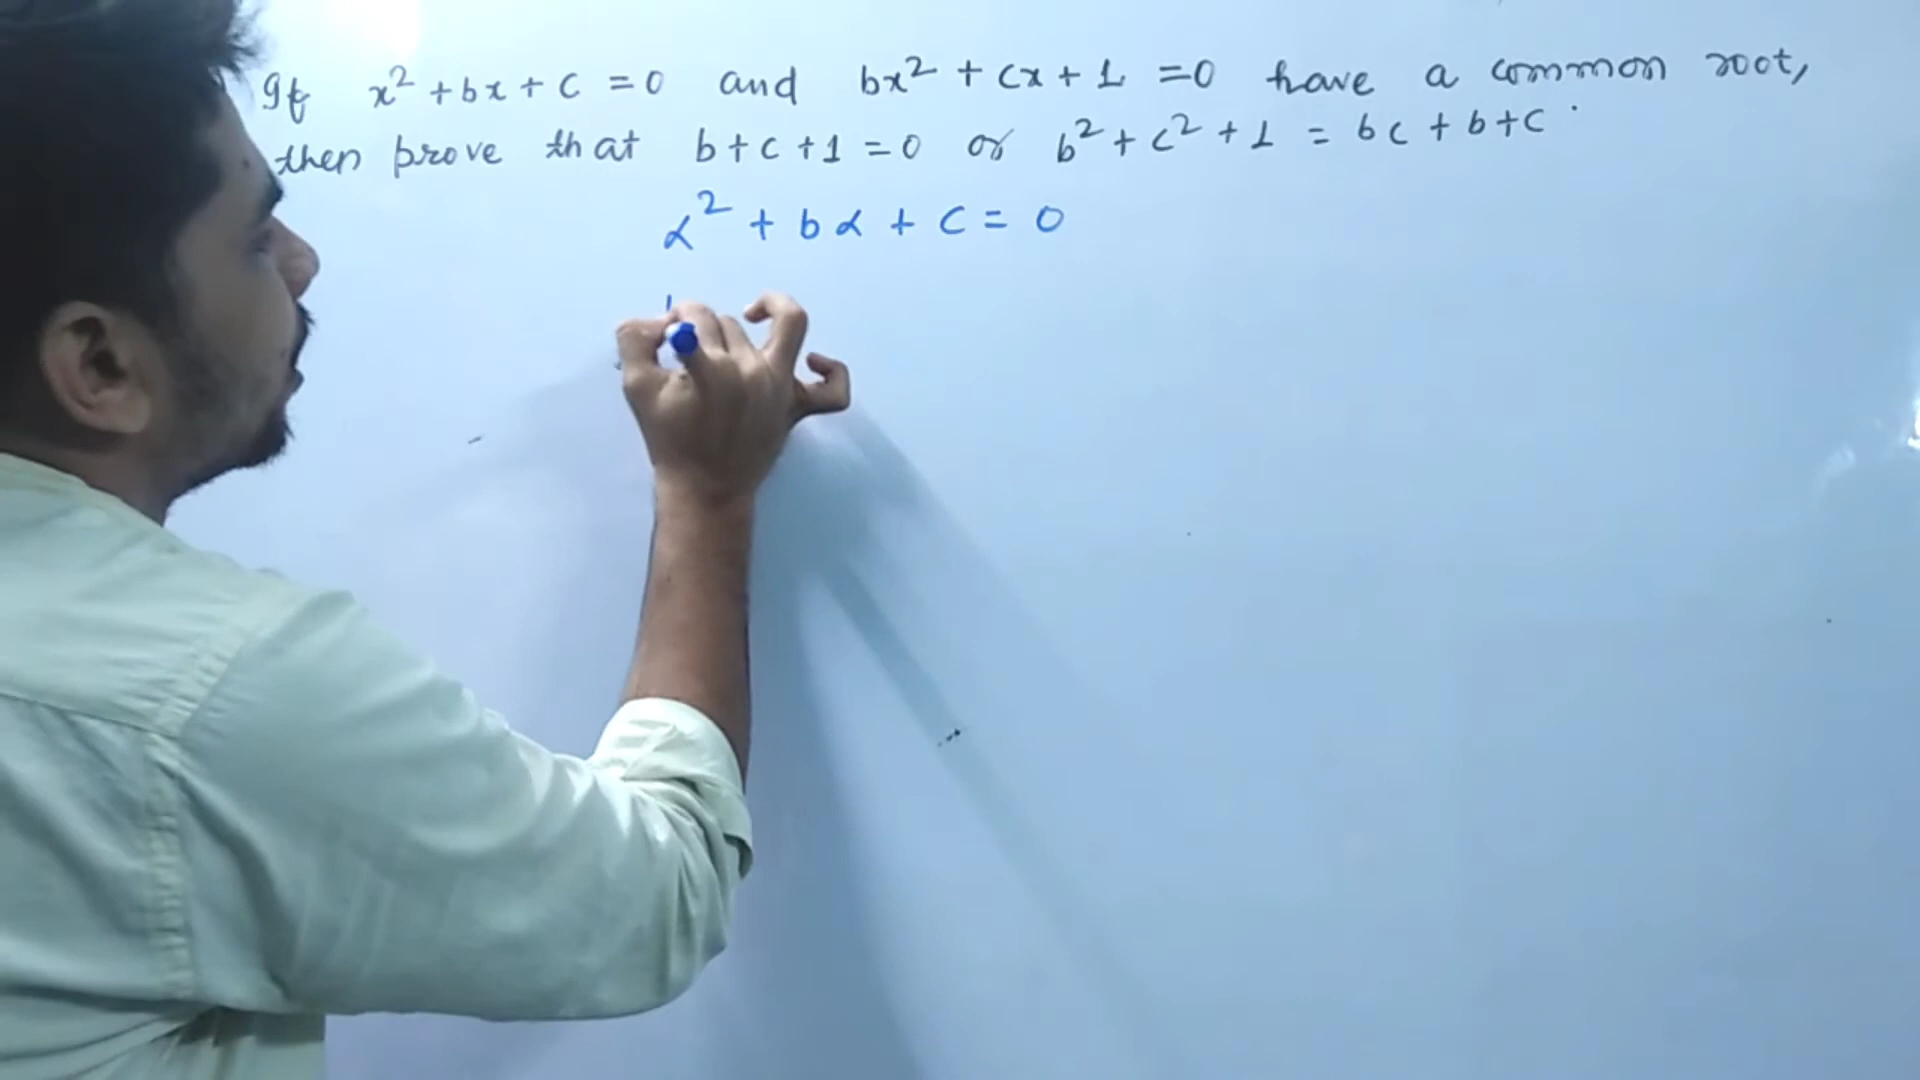 If x² + bx + c = 0 and bx² + cx + 1 = 0 have a common root,
then prove that b + c + 1 = 0 or b² + c² + 1 = bc + b + c .
α² + bα + c = 0